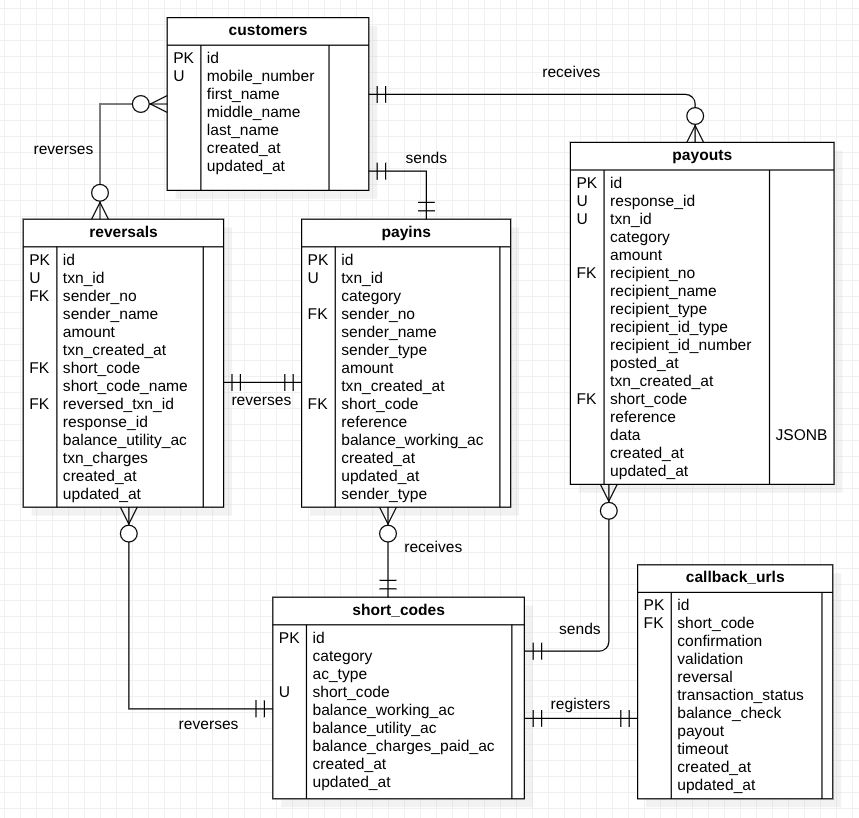 customers
PK id
U mobile_number
first_name
middle_name
last_name
created_at
updated_at
receives
reverses
sends
payouts
PK id
U response_id
U txn_id
category
amount
FK recipient_no
recipient_name
recipient_type
recipient_id_type
recipient_id_number
posted_at
txn_created_at
FK short_code
reference
data JSONB
created_at
updated_at
reversals
PK id
U txn_id
FK sender_no
sender_name
amount
txn_created_at
FK short_code
short_code_name
FK reversed_txn_id
response_id
balance_utility_ac
txn_charges
created_at
updated_at
reverses
payins
PK id
U txn_id
category
FK sender_no
sender_name
sender_type
amount
txn_created_at
FK short_code
reference
balance_working_ac
created_at
updated_at
sender_type
receives
short_codes
PK id
category
ac_type
U short_code
balance_working_ac
balance_utility_ac
balance_charges_paid_ac
created_at
updated_at
reverses
sends
registers
callback_urls
PK id
FK short_code
confirmation
validation
reversal
transaction_status
balance_check
payout
timeout
created_at
updated_at